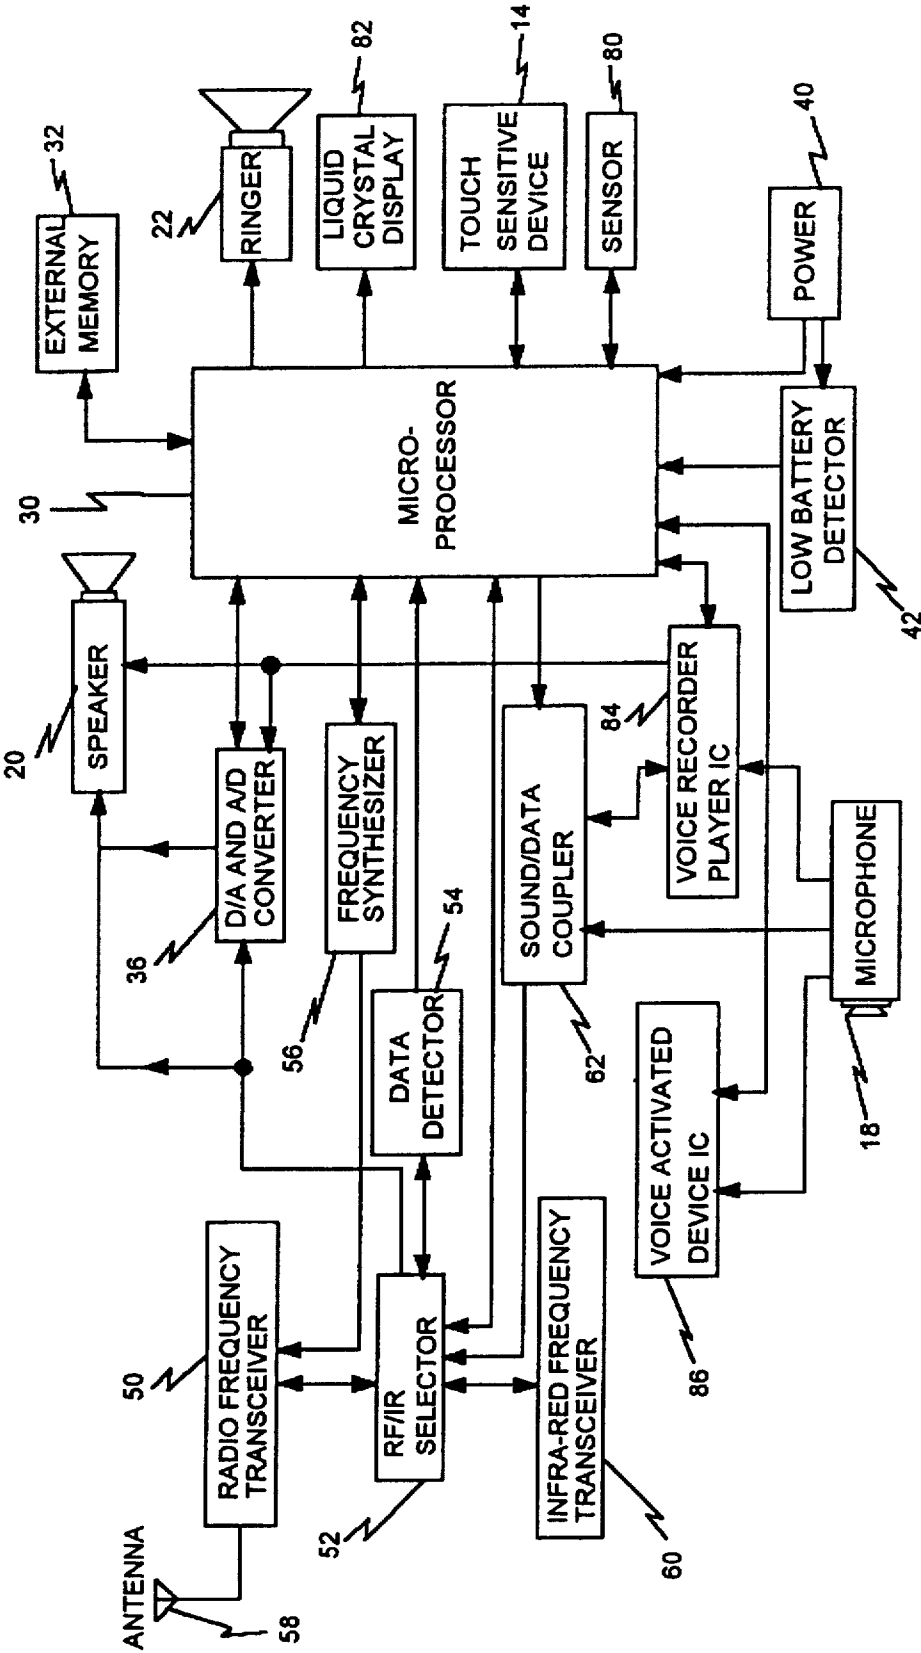 ANTENNA
58
50
RADIO FREQUENCY
TRANSCEIVER
52
RF/IR
SELECTOR
60
INFRA-RED FREQUENCY
TRANSCEIVER
86
VOICE ACTIVATED
DEVICE IC
20
SPEAKER
36
D/A AND A/D
CONVERTER
56
FREQUENCY
SYNTHESIZER
54
DATA
DETECTOR
62
SOUND/DATA
COUPLER
84
VOICE RECORDER
PLAYER IC
18
MICROPHONE
30
MICRO-
PROCESSOR
32
EXTERNAL
MEMORY
22
RINGER
82
LIQUID
CRYSTAL
DISPLAY
14
TOUCH
SENSITIVE
DEVICE
80
SENSOR
40
POWER
42
LOW BATTERY
DETECTOR